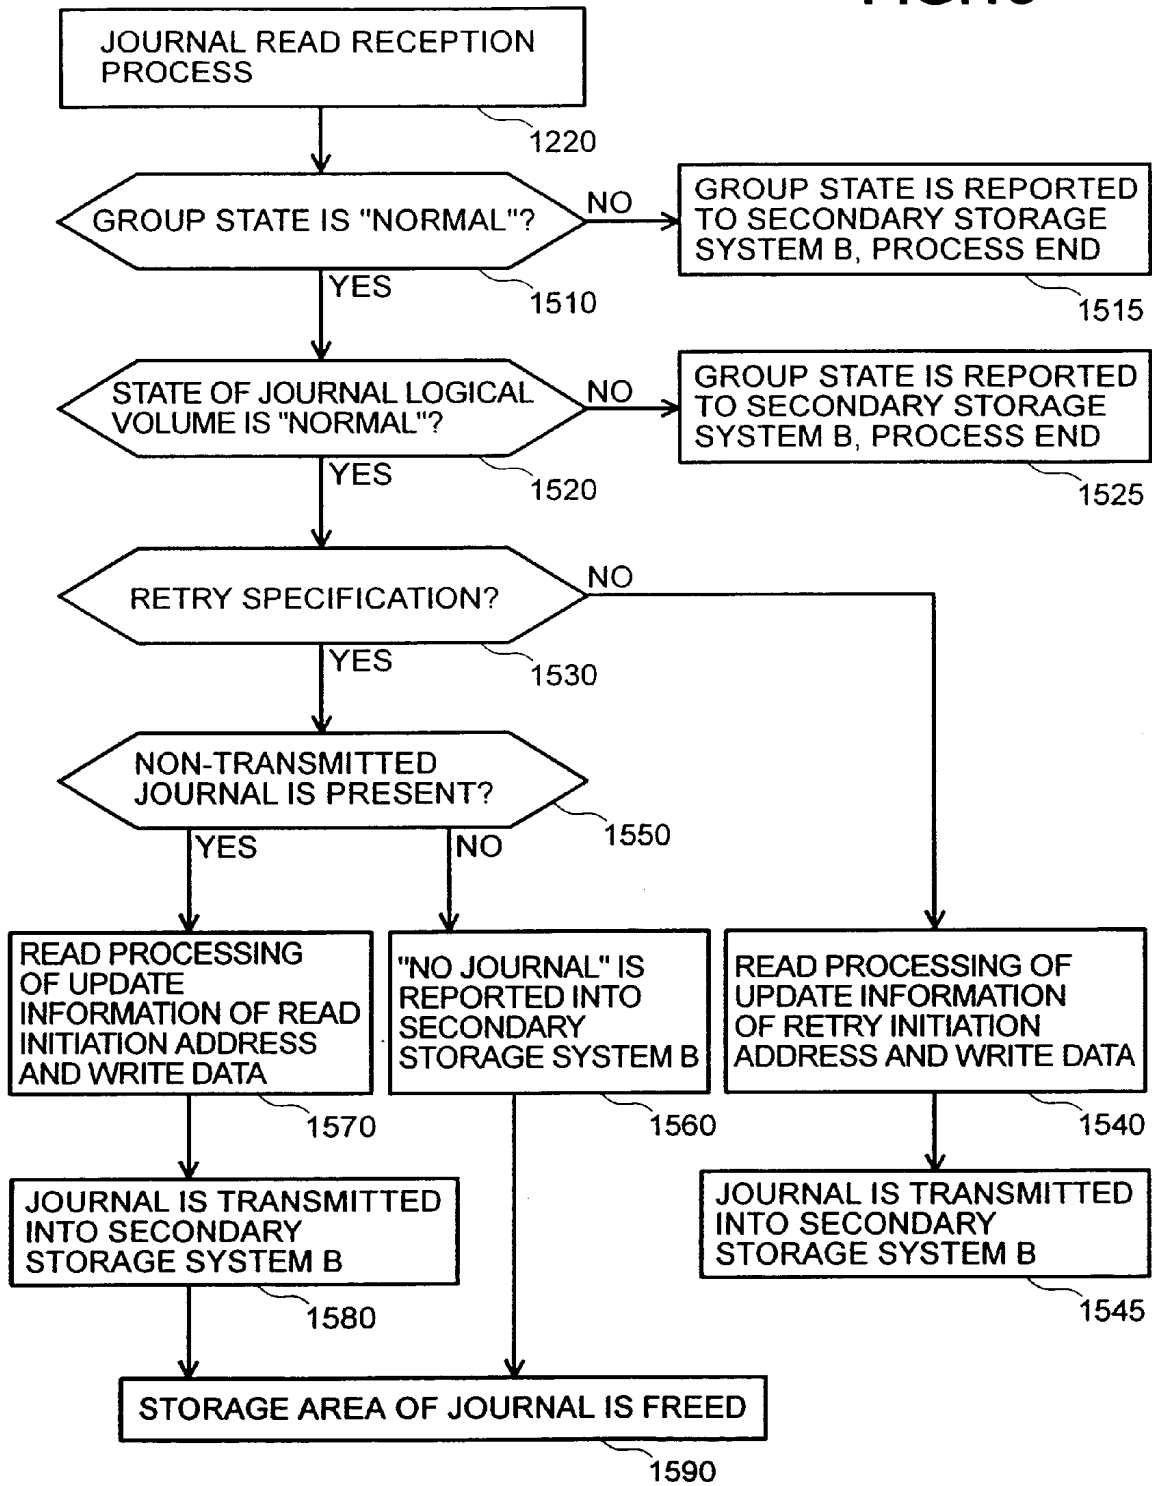 JOURNAL READ RECEPTION
PROCESS
1220
GROUP STATE IS "NORMAL"?
NO
GROUP STATE IS REPORTED
TO SECONDARY STORAGE
SYSTEM B, PROCESS END
YES
1510
1515
STATE OF JOURNAL LOGICAL
VOLUME IS "NORMAL"?
NO
GROUP STATE IS REPORTED
TO SECONDARY STORAGE
SYSTEM B, PROCESS END
YES
1520
1525
RETRY SPECIFICATION?
NO
YES
1530
NON-TRANSMITTED
JOURNAL IS PRESENT?
1550
YES
NO
READ PROCESSING
OF UPDATE
INFORMATION OF READ
INITIATION ADDRESS
AND WRITE DATA
"NO JOURNAL" IS
REPORTED INTO
SECONDARY
STORAGE SYSTEM B
READ PROCESSING OF
UPDATE INFORMATION
OF RETRY INITIATION
ADDRESS AND WRITE DATA
1570
1560
1540
JOURNAL IS TRANSMITTED
INTO SECONDARY
STORAGE SYSTEM B
JOURNAL IS TRANSMITTED
INTO SECONDARY
STORAGE SYSTEM B
1580
1545
STORAGE AREA OF JOURNAL IS FREED
1590